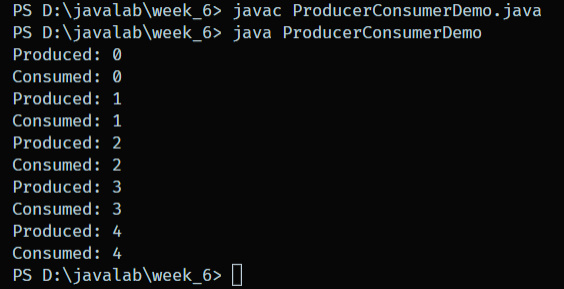 PS D:\javalab\week_6> javac ProducerConsumerDemo.java
PS D:\javalab\week_6> java ProducerConsumerDemo
Produced: 0
Consumed: 0
Produced: 1
Consumed: 1
Produced: 2
Consumed: 2
Produced: 3
Consumed: 3
Produced: 4
Consumed: 4
PS D:\javalab\week_6>